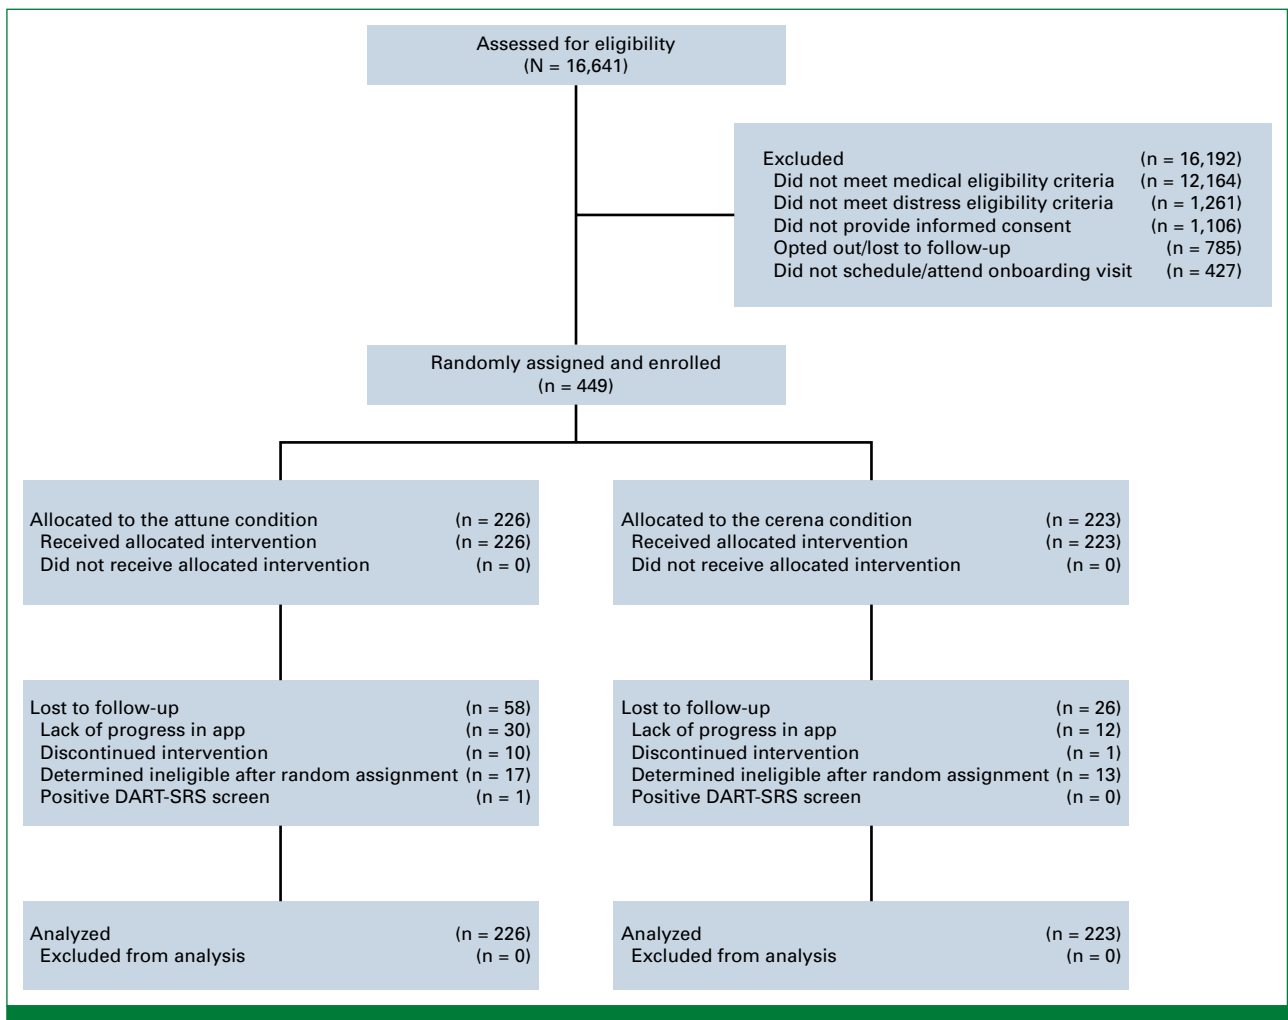 Assessed for eligibility
(N = 16,641)
Excluded (n = 16,192)
Did not meet medical eligibility criteria (n = 12,164)
Did not meet distress eligibility criteria (n = 1,261)
Did not provide informed consent (n = 1,106)
Opted out/lost to follow-up (n = 785)
Did not schedule/attend onboarding visit (n = 427)
Randomly assigned and enrolled
(n = 449)
Allocated to the attune condition (n = 226)
Received allocated intervention (n = 226)
Did not receive allocated intervention (n = 0)
Allocated to the cerena condition (n = 223)
Received allocated intervention (n = 223)
Did not receive allocated intervention (n = 0)
Lost to follow-up (n = 58)
Lack of progress in app (n = 30)
Discontinued intervention (n = 10)
Determined ineligible after random assignment (n = 17)
Positive DART-SRS screen (n = 1)
Lost to follow-up (n = 26)
Lack of progress in app (n = 12)
Discontinued intervention (n = 1)
Determined ineligible after random assignment (n = 13)
Positive DART-SRS screen (n = 0)
Analyzed (n = 226)
Excluded from analysis (n = 0)
Analyzed (n = 223)
Excluded from analysis (n = 0)